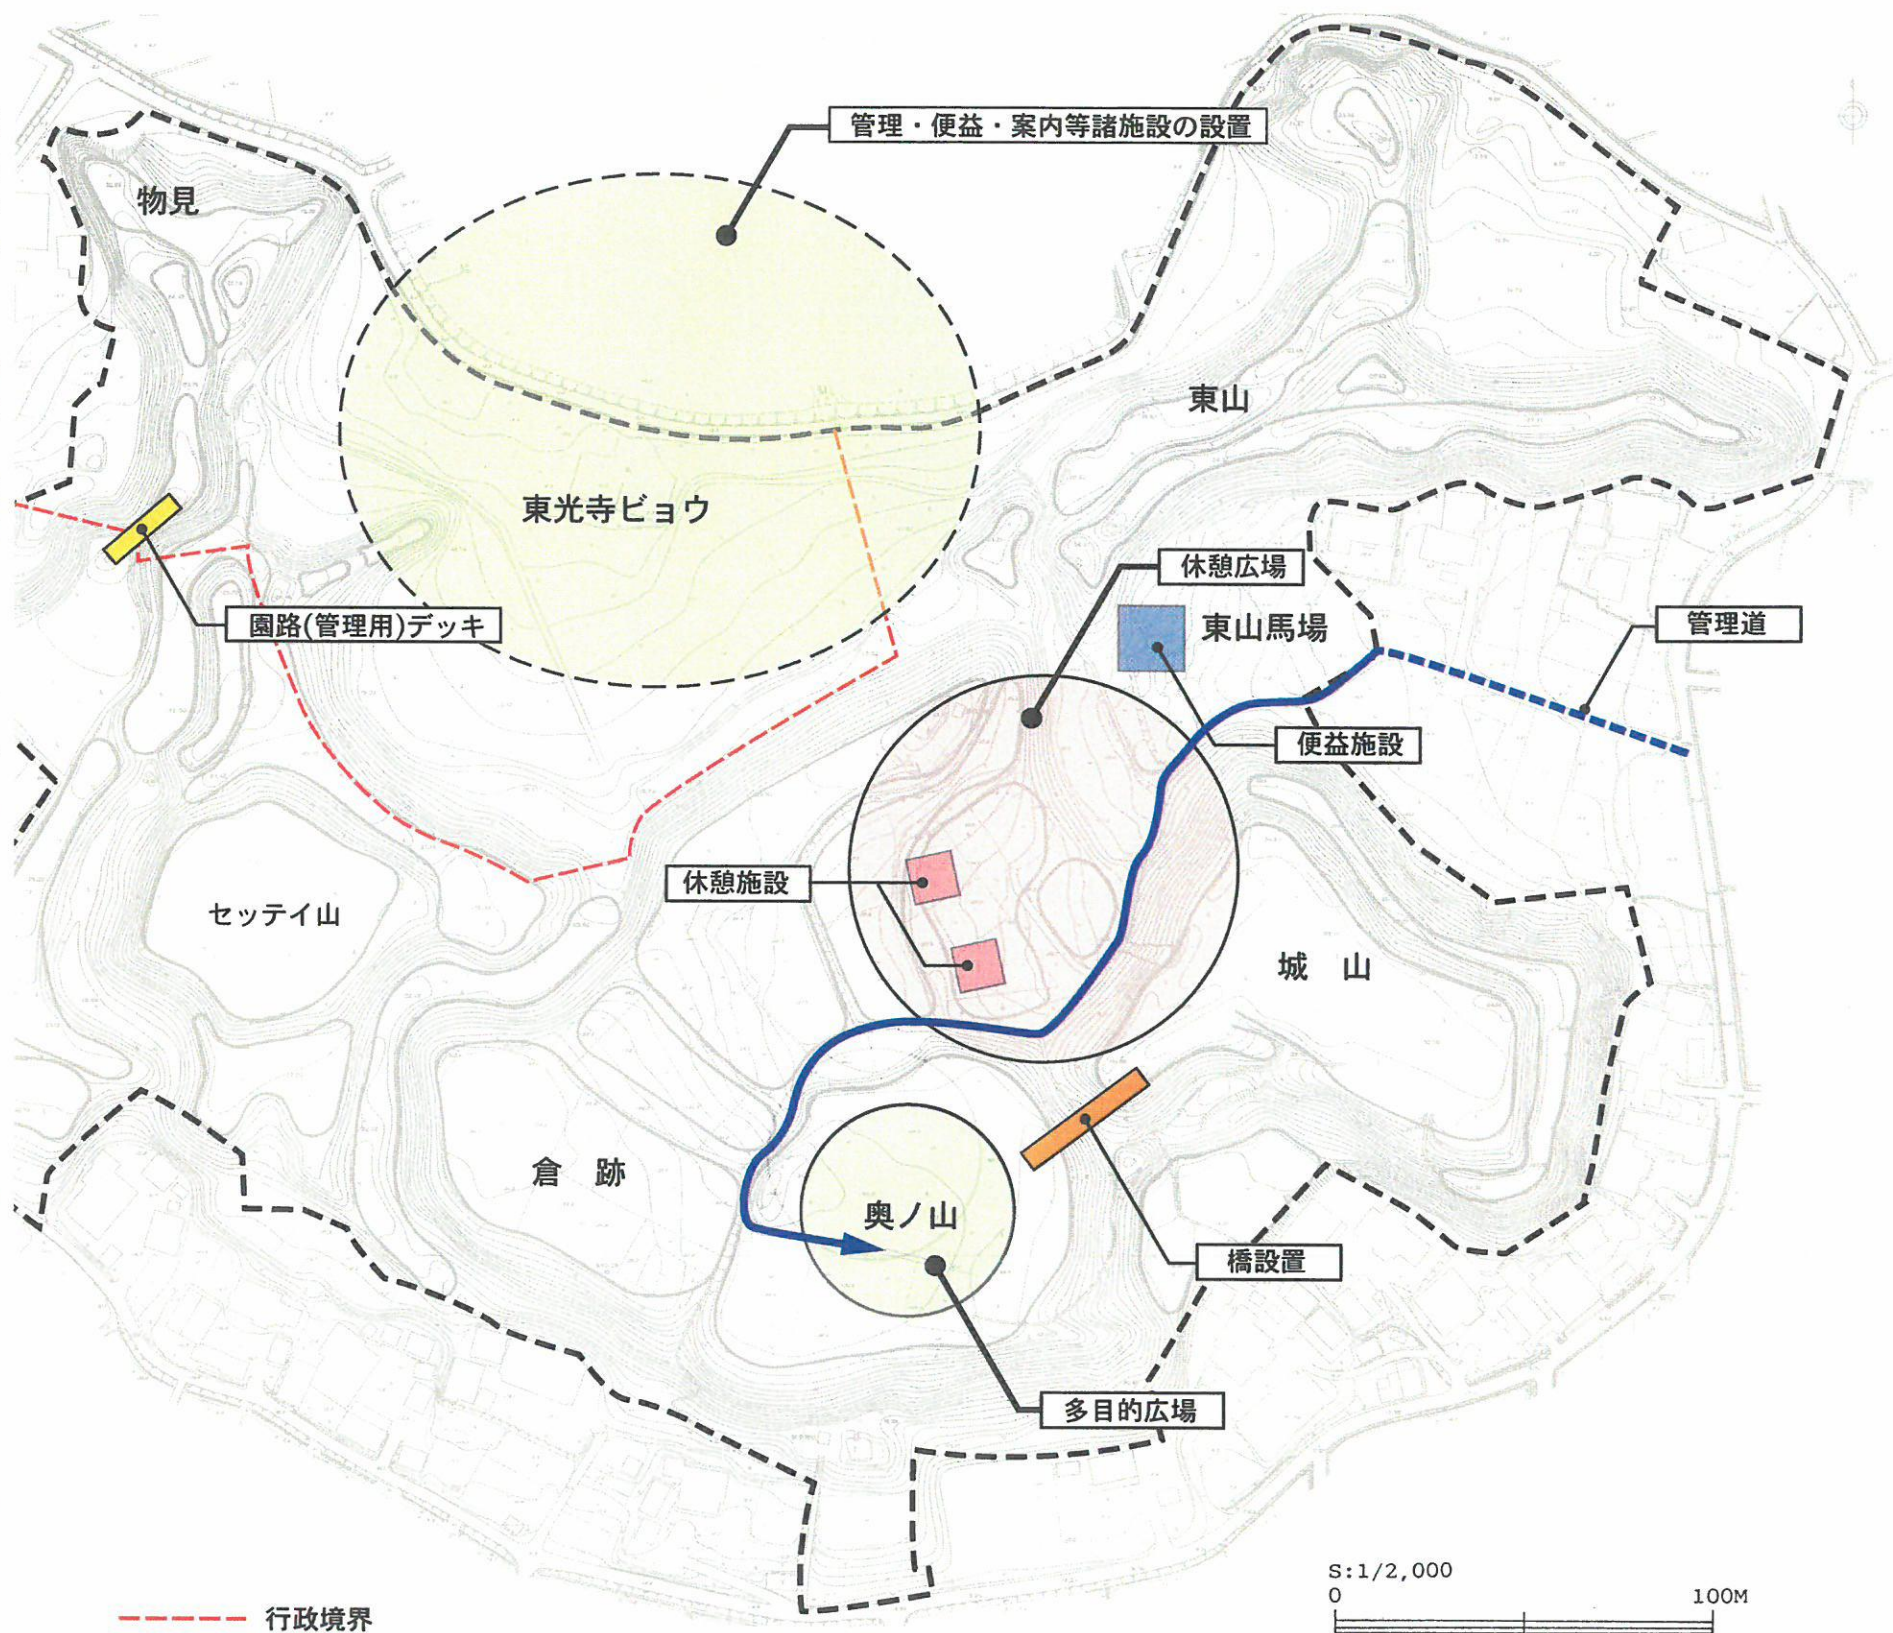 管理・便益・案内等諸施設の設置
物見
東山
東光寺ビョウ
休憩広場
園路(管理用)デッキ
東山馬場
管理道
便益施設
休憩施設
セッテイ山
城 山
倉 跡
奥ノ山
橋設置
多目的広場
S:1/2,000
0 100M
行政境界